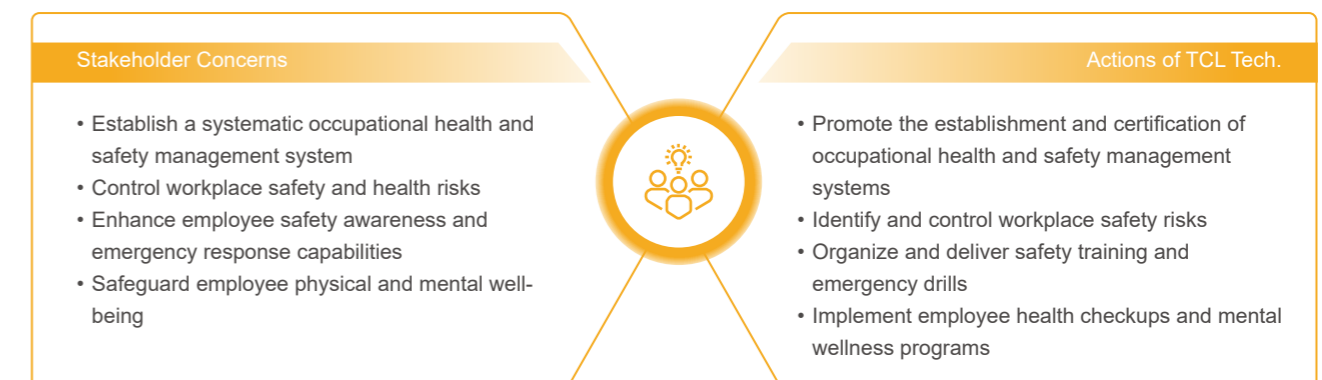 Stakeholder Concerns
• Establish a systematic occupational health and
safety management system
• Control workplace safety and health risks
• Enhance employee safety awareness and
emergency response capabilities
• Safeguard employee physical and mental well-
being
Actions of TCL Tech.
• Promote the establishment and certification of
occupational health and safety management
systems
• Identify and control workplace safety risks
• Organize and deliver safety training and
emergency drills
• Implement employee health checkups and mental
wellness programs